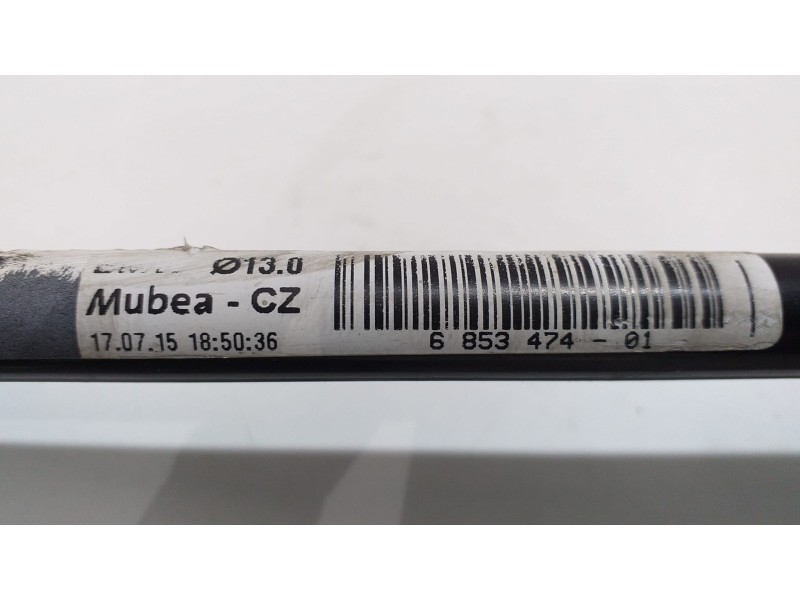 Ø13.0
Mubea - CZ
17.07.15 18:50:36
6 853 474 - 01